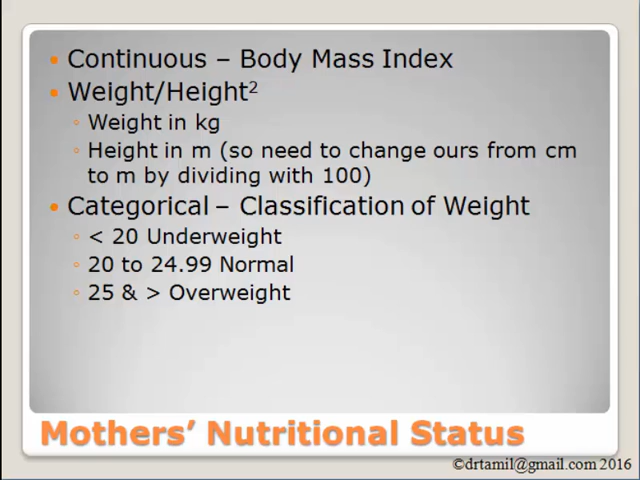 Continuous – Body Mass Index
Weight/Height²
Weight in kg
Height in m (so need to change ours from cm
to m by dividing with 100)
Categorical – Classification of Weight
< 20 Underweight
20 to 24.99 Normal
25 & > Overweight
Mothers’ Nutritional Status
©drtamil@gmail.com 2016